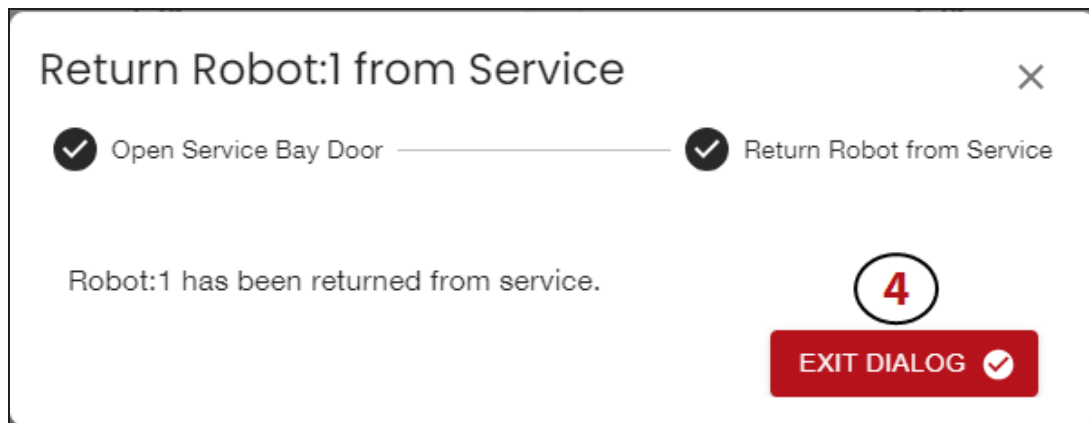 Return Robot:1 from Service
Open Service Bay Door
Return Robot from Service
Robot:1 has been returned from service.
4
EXIT DIALOG